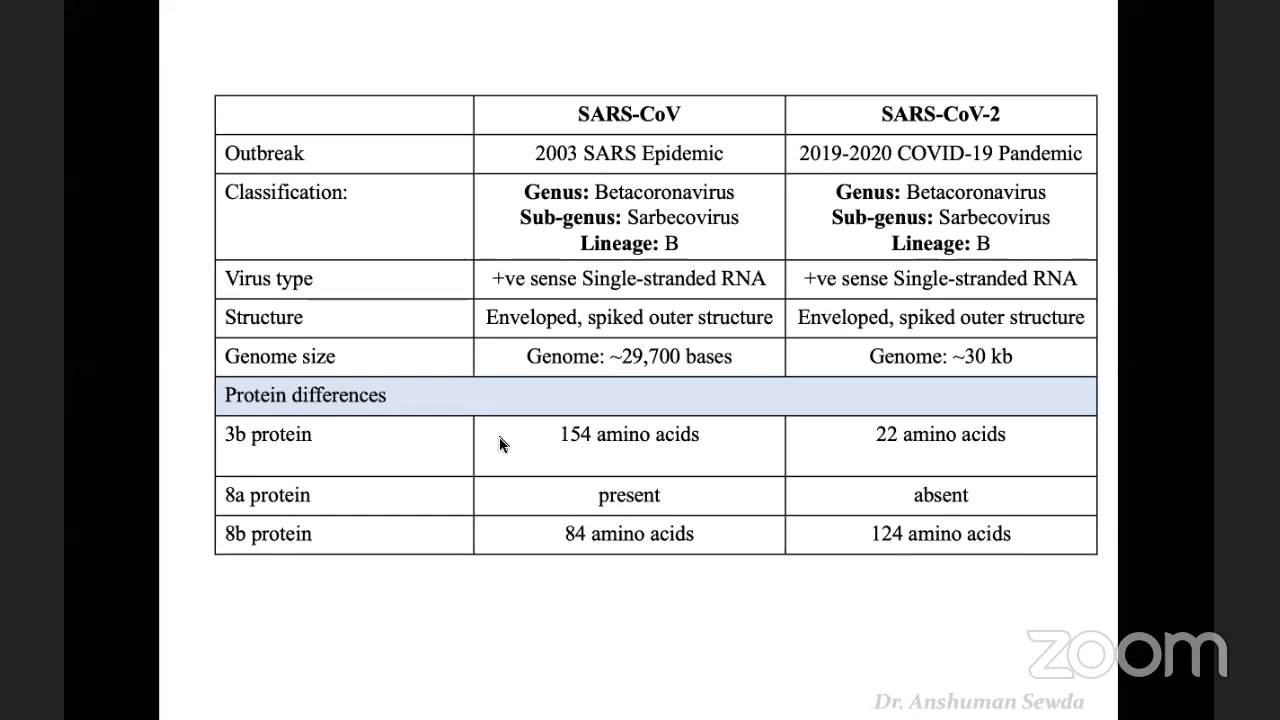 SARS-CoV SARS-CoV-2
Outbreak 2003 SARS Epidemic 2019-2020 COVID-19 Pandemic
Classification: Genus: Betacoronavirus Genus: Betacoronavirus
Sub-genus: Sarbecovirus Sub-genus: Sarbecovirus
Lineage: B Lineage: B
Virus type +ve sense Single-stranded RNA +ve sense Single-stranded RNA
Structure Enveloped, spiked outer structure Enveloped, spiked outer structure
Genome size Genome: ~29,700 bases Genome: ~30 kb
Protein differences
3b protein 154 amino acids 22 amino acids
8a protein present absent
8b protein 84 amino acids 124 amino acids
zoom
Dr. Anshuman Sewda